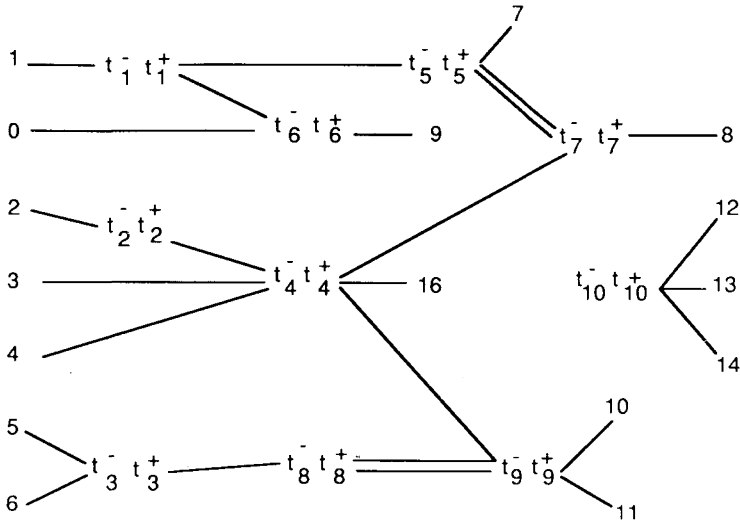 7
1 t₁⁻ t₁⁺ t₅⁻ t₅⁺
0 t₆⁻ t₆⁺ 9 t₇⁻ t₇⁺ 8
2 t₂⁻ t₂⁺ 12
3 t₄⁻ t₄⁺ 16 t₁₀⁻ t₁₀⁺ 13
4 14
5 10
t₃⁻ t₃⁺ t₈⁻ t₈⁺ t₉⁻ t₉⁺
6 11